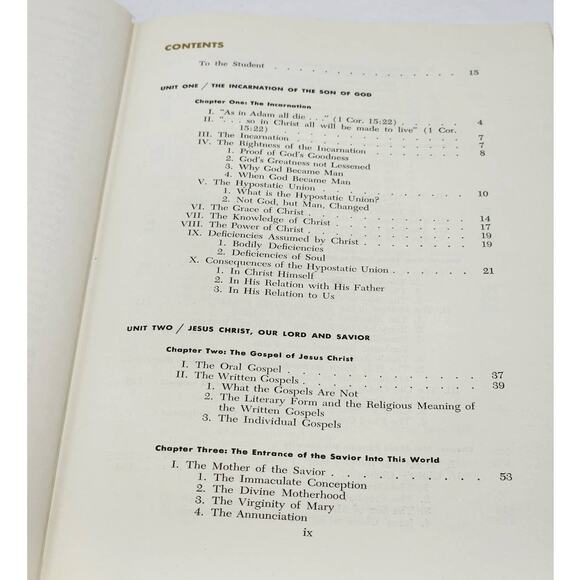 CONTENTS
To the Student . . . . . . . . . . . . . . 15
UNIT ONE / THE INCARNATION OF THE SON OF GOD
Chapter One: The Incarnation
I. "As in Adam all die . . ." (1 Cor. 15:22) . . . . . 4
II. ". . . so in Christ all will be made to live" (1 Cor.
15:22) . . . . . . . . . . . . . . 7
III. The Incarnation . . . . . . . . . . . . 7
IV. The Rightness of the Incarnation . . . . . . . 8
1. Proof of God's Goodness
2. God's Greatness not Lessened
3. Why God Became Man
4. When God Became Man
V. The Hypostatic Union . . . . . . . . . . 10
1. What is the Hypostatic Union?
2. Not God, but Man, Changed
VI. The Grace of Christ . . . . . . . . . . . 14
VII. The Knowledge of Christ . . . . . . . . . 17
VIII. The Power of Christ . . . . . . . . . . . 19
IX. Deficiencies Assumed by Christ . . . . . . . 19
1. Bodily Deficiencies
2. Deficiencies of Soul
X. Consequences of the Hypostatic Union . . . . . . 21
1. In Christ Himself
2. In His Relation with His Father
3. In His Relation to Us
UNIT TWO / JESUS CHRIST, OUR LORD AND SAVIOR
Chapter Two: The Gospel of Jesus Christ
I. The Oral Gospel . . . . . . . . . . . . 37
II. The Written Gospels . . . . . . . . . . . 39
1. What the Gospels Are Not
2. The Literary Form and the Religious Meaning of
the Written Gospels
3. The Individual Gospels
Chapter Three: The Entrance of the Savior Into This World
I. The Mother of the Savior . . . . . . . . . 53
1. The Immaculate Conception
2. The Divine Motherhood
3. The Virginity of Mary
4. The Annunciation
ix